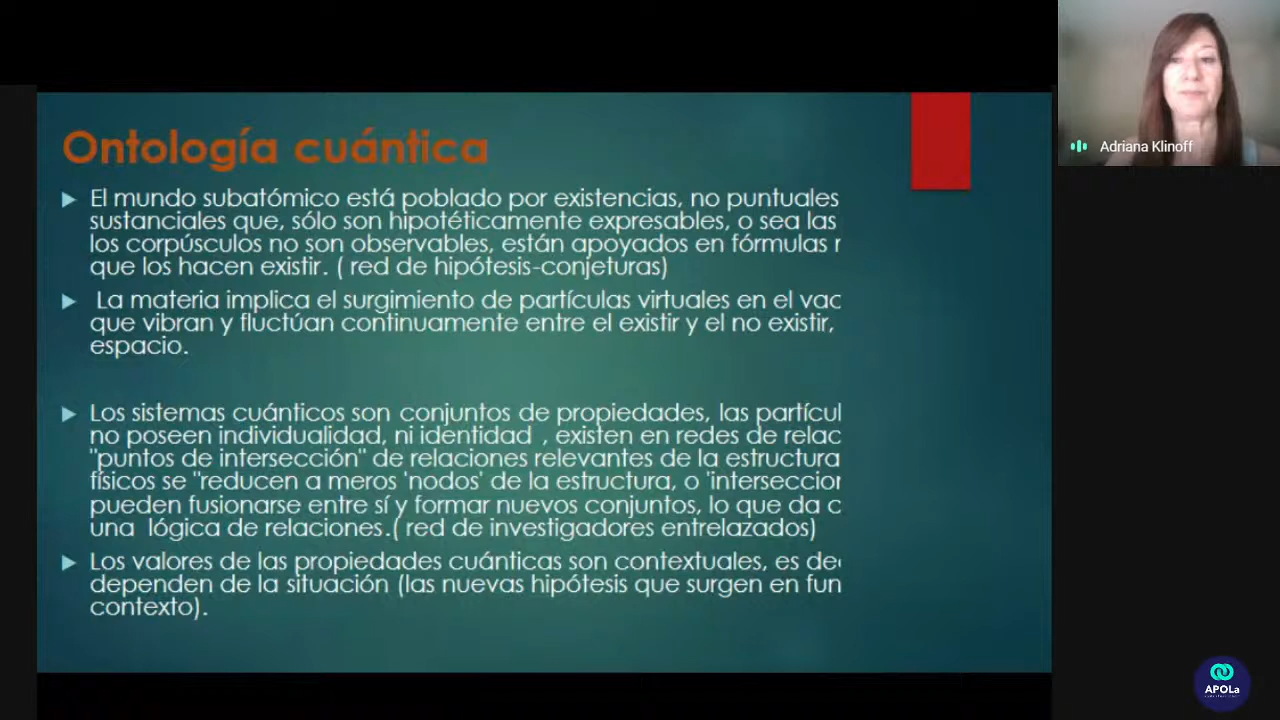 Ontología cuántica
El mundo subatómico está poblado por existencias, no puntuales
sustanciales que, sólo son hipotéticamente expresables, o sea las
los corpúsculos no son observables, están apoyados en fórmulas
que los hacen existir. ( red de hipótesis-conjeturas)
La materia implica el surgimiento de partículas virtuales en el
que vibran y fluctúan continuamente entre el existir y el no existir,
espacio.
Los sistemas cuánticos son conjuntos de propiedades, las
no poseen individualidad, ni identidad , existen en redes de
"puntos de intersección" de relaciones relevantes de la estructura
físicos se "reducen a meros 'nodos' de la estructura, o
pueden fusionarse entre sí y formar nuevos conjuntos, lo que da
una lógica de relaciones.( red de investigadores entrelazados)
Los valores de las propiedades cuánticas son contextuales, es
dependen de la situación (las nuevas hipótesis que surgen en
contexto).
Adriana Klinoff
APOLa